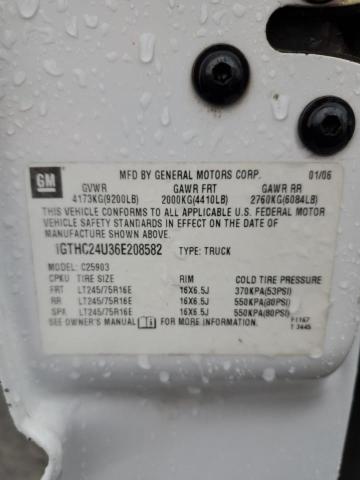 GM
MFD BY GENERAL MOTORS CORP. 01/06
GVWR GAWR FRT GAWR RR
4173KG(9200LB) 2000KG(4410LB) 2760KG(6084LB)
THIS VEHICLE CONFORMS TO ALL APPLICABLE U.S. FEDERAL MOTOR
VEHICLE SAFETY STANDARDS IN EFFECT ON THE DATE OF
MANUFACTURE SHOWN ABOVE.
1GTHC24U36E208582 TYPE: TRUCK
MODEL: C25903
CPKU TIRE SIZE RIM COLD TIRE PRESSURE
FRT LT245/75R16E 16X6.5J 370KPA(53PSI)
RR LT245/75R16E 16X6.5J 550KPA(80PSI)
SPA LT245/75R16E 16X6.5J 550KPA(80PSI)
SEE OWNER'S MANUAL FOR ADDITIONAL INFORMATION
F1167
T 3445